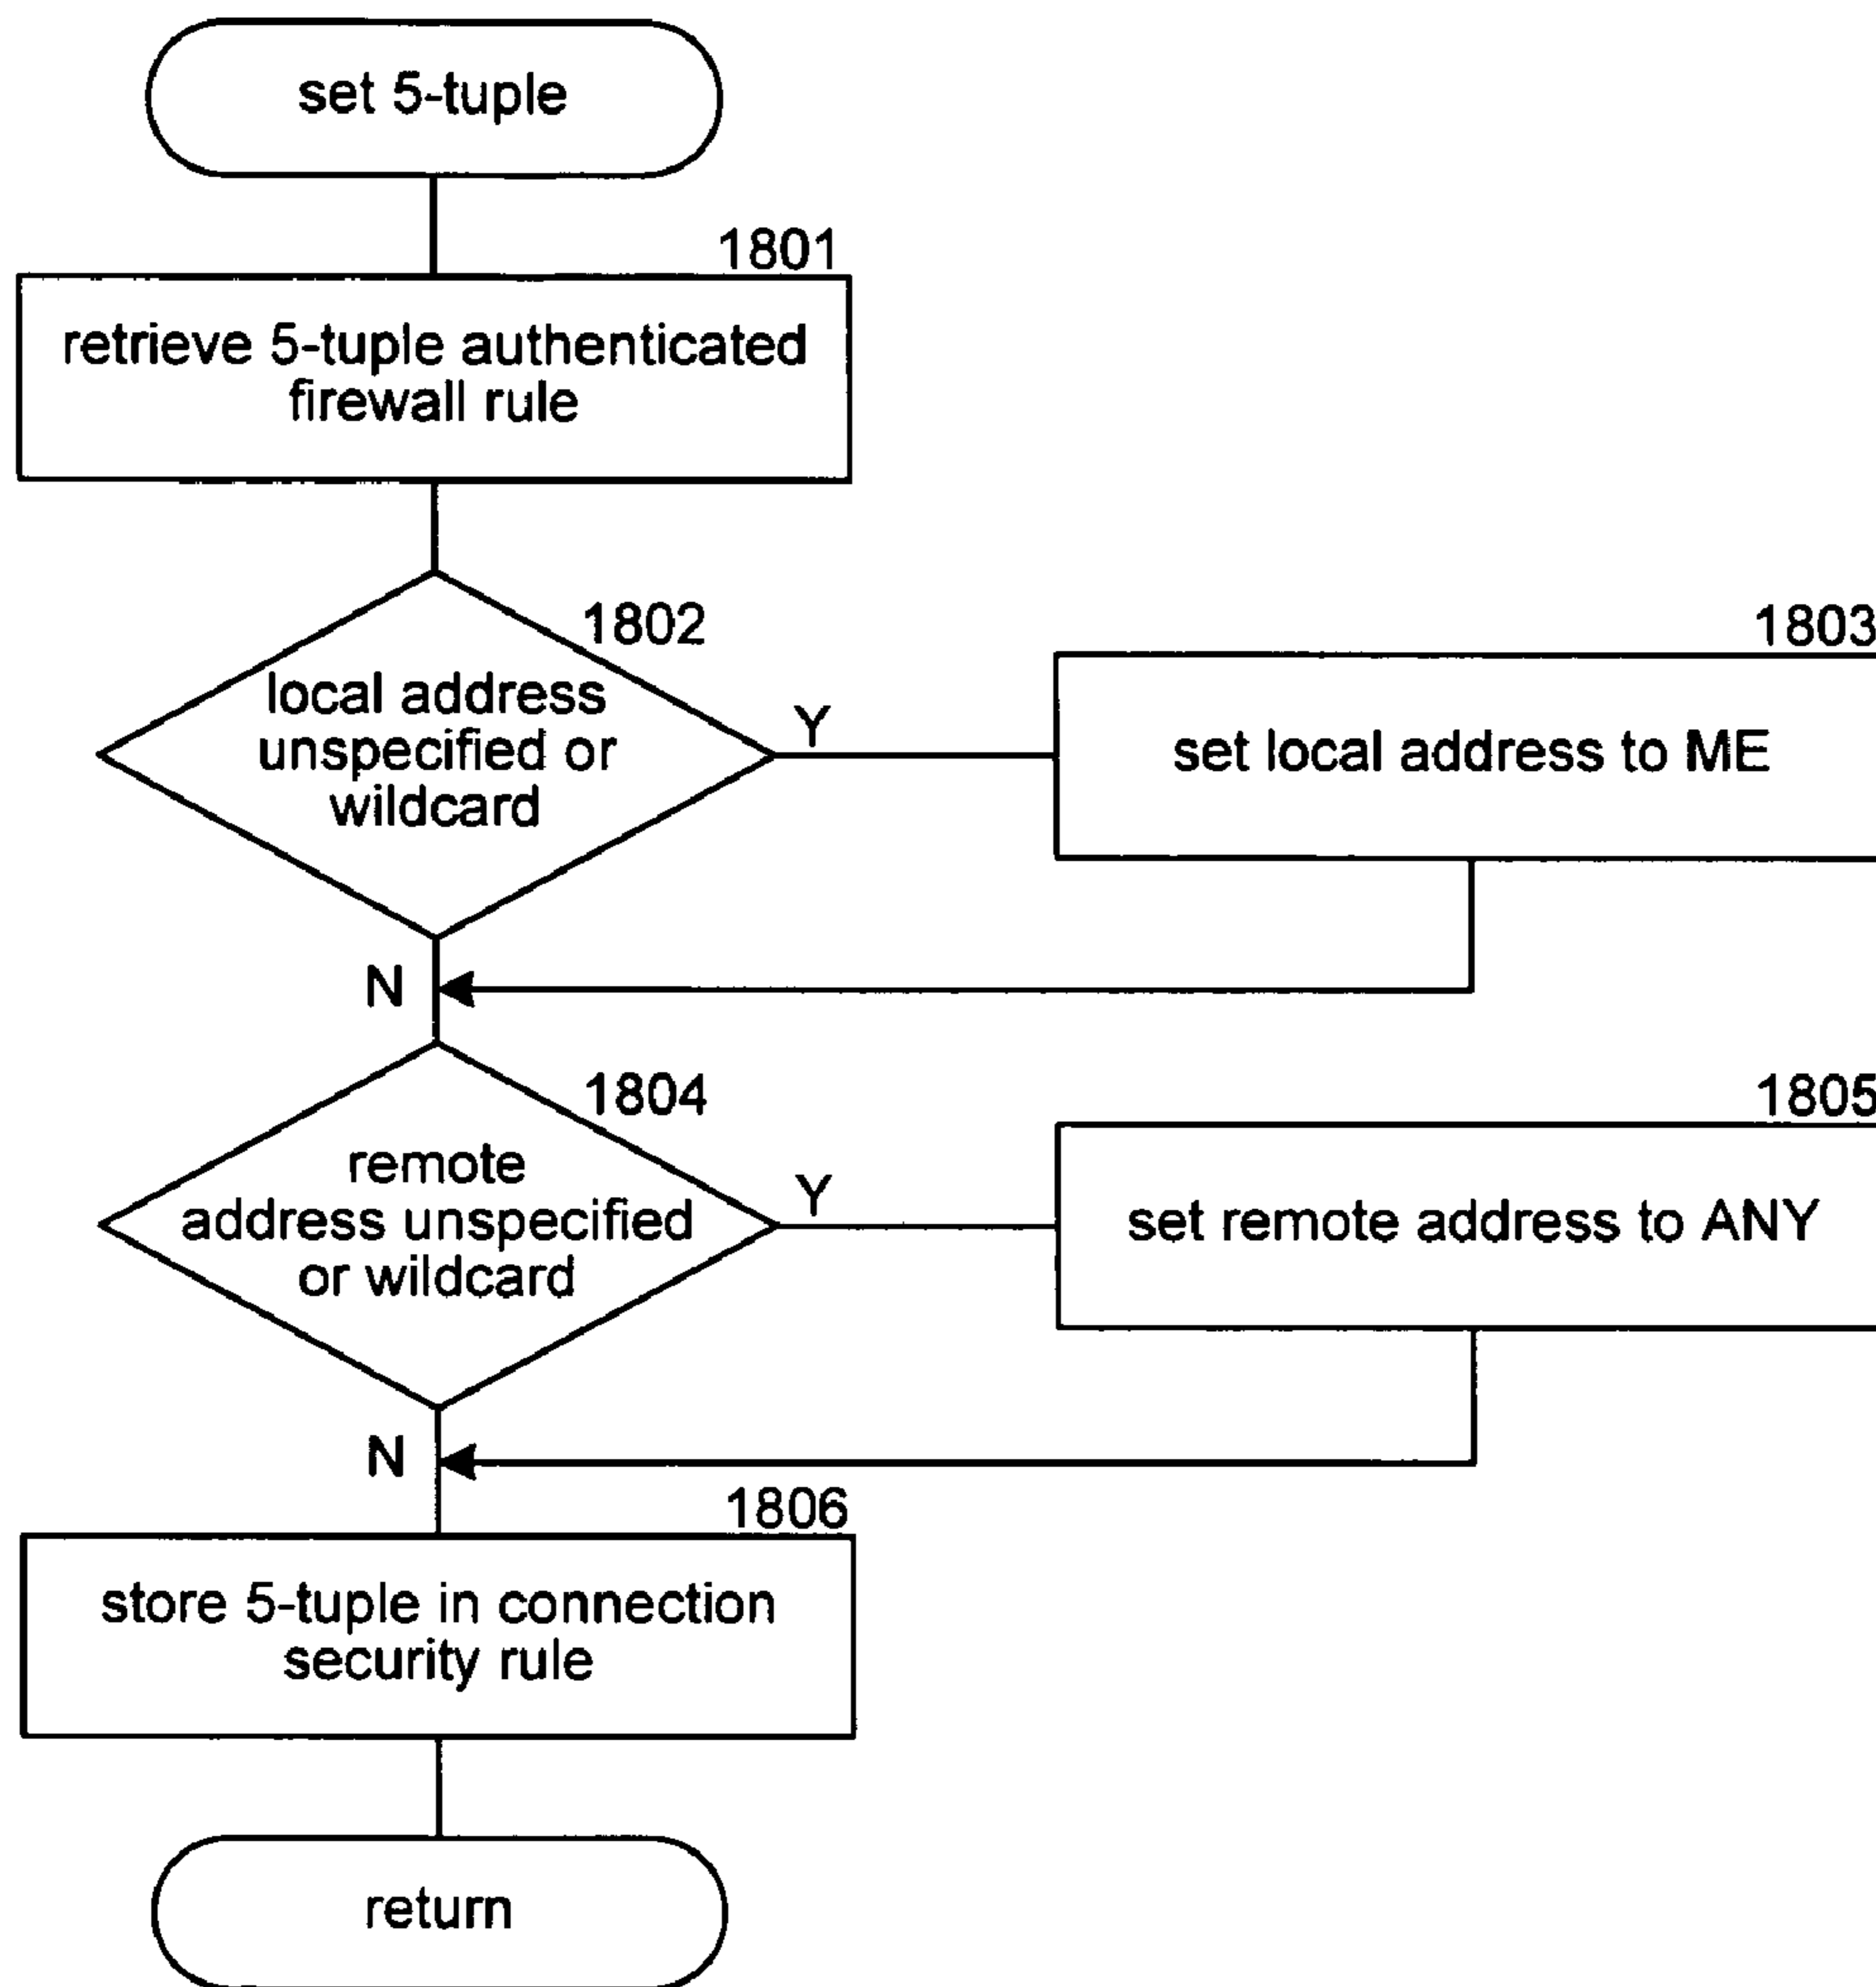 set 5-tuple
1801
retrieve 5-tuple authenticated
firewall rule
1802
local address
unspecified or
wildcard
Y
1803
set local address to ME
N
1804
remote
address unspecified
or wildcard
Y
1805
set remote address to ANY
N
1806
store 5-tuple in connection
security rule
return